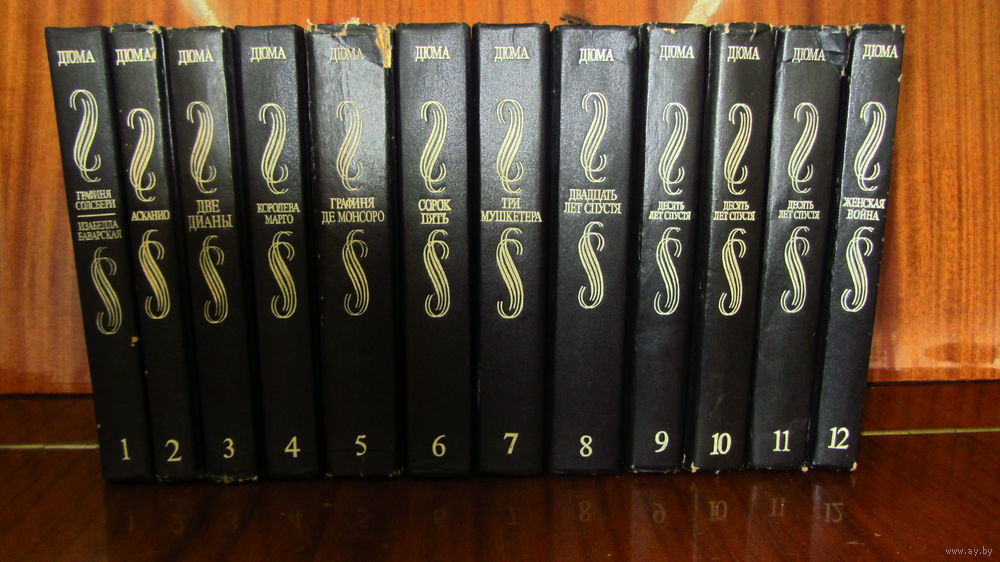 ДЮМА
ГРАФИНЯ
СОЛСБЕРИ
ИЗАБЕЛЛА
БАВАРСКАЯ
1
ДЮМА
АСКАНИО
2
ДЮМА
ДВЕ
ДИАНЫ
3
ДЮМА
КОРОЛЕВА
МАРГО
4
ДЮМА
ГРАФИНЯ
ДЕ МОНСОРО
5
ДЮМА
СОРОК
ПЯТЬ
6
ДЮМА
ТРИ
МУШКЕТЕРА
7
ДЮМА
ДВАДЦАТЬ
ЛЕТ СПУСТЯ
8
ДЮМА
ДЕСЯТЬ
ЛЕТ СПУСТЯ
9
ДЮМА
ДЕСЯТЬ
ЛЕТ СПУСТЯ
10
ДЮМА
ДЕСЯТЬ
ЛЕТ СПУСТЯ
11
ДЮМА
ЖЕНСКАЯ
ВОЙНА
12
www.ay.by